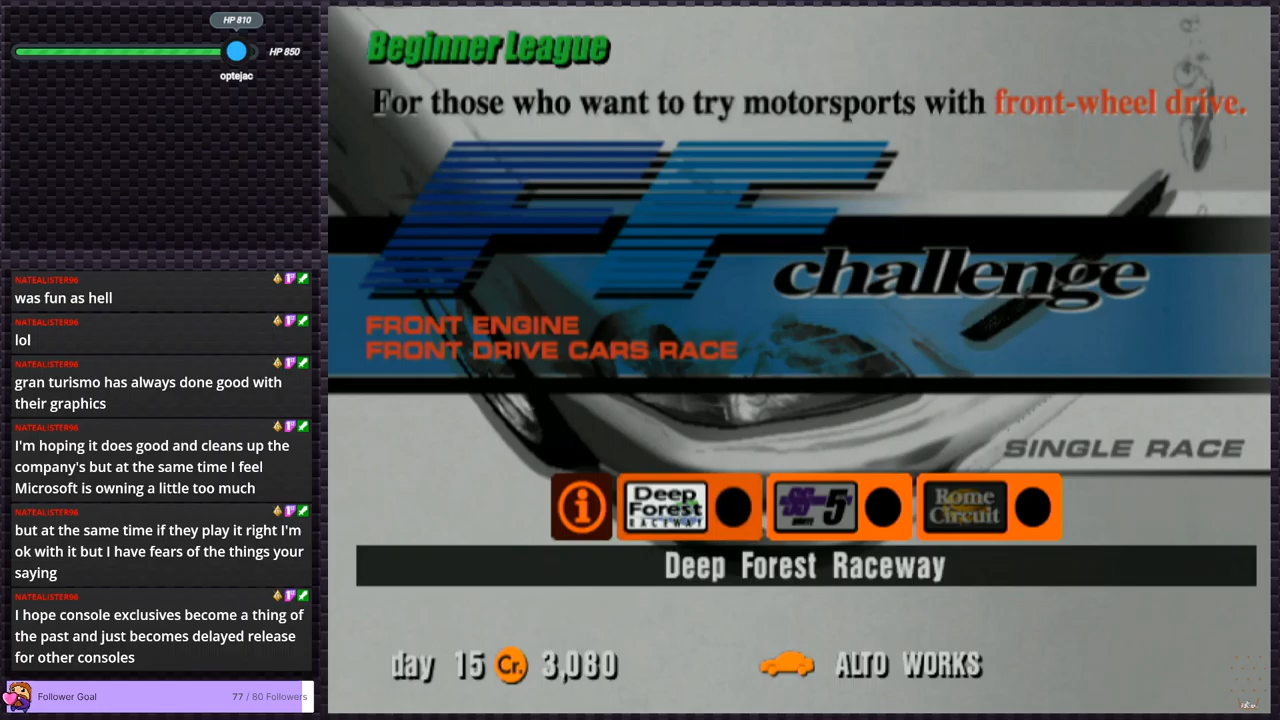 HP 810
HP 850
optejac
NATEALISTER96
was fun as hell
NATEALISTER96
lol
NATEALISTER96
gran turismo has always done good with
their graphics
NATEALISTER96
I'm hoping it does good and cleans up the
company's but at the same time I feel
Microsoft is owning a little too much
NATEALISTER96
but at the same time if they play it right I'm
ok with it but I have fears of the things your
saying
NATEALISTER96
I hope console exclusives become a thing of
the past and just becomes delayed release
for other consoles
Follower Goal
77 / 80 Followers
Beginner League
For those who want to try motorsports with front-wheel drive.
FF
challenge
FRONT ENGINE
FRONT DRIVE CARS RACE
SINGLE RACE
Deep
Forest
RACEWAY
5
Rome
Circuit
Deep Forest Raceway
day 15 Cr. 3,080
ALTO WORKS